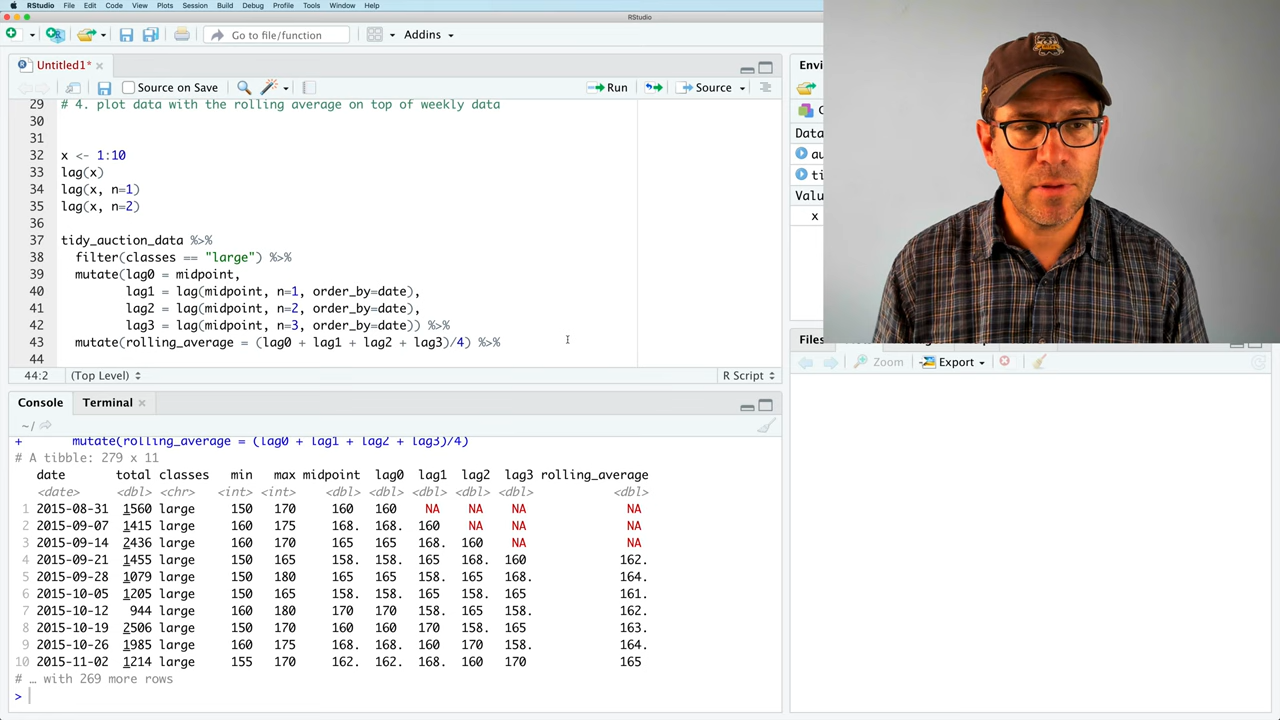 RStudio File Edit Code View Plots Session Build Debug Profile Tools Window Help
RStudio
Go to file/function
Addins
Untitled1*
Source on Save
Run
Source
29 # 4. plot data with the rolling average on top of weekly data
30
31
32 x <- 1:10
33 lag(x)
34 lag(x, n=1)
35 lag(x, n=2)
36
37 tidy_auction_data %>%
38 filter(classes == "large") %>%
39 mutate(lag0 = midpoint,
40 lag1 = lag(midpoint, n=1, order_by=date),
41 lag2 = lag(midpoint, n=2, order_by=date),
42 lag3 = lag(midpoint, n=3, order_by=date)) %>%
43 mutate(rolling_average = (lag0 + lag1 + lag2 + lag3)/4) %>%
44
44:2 (Top Level) R Script
Console Terminal
~/
+ mutate(rolling_average = (lag0 + lag1 + lag2 + lag3)/4)
# A tibble: 279 x 11
date total classes min max midpoint lag0 lag1 lag2 lag3 rolling_average
<date> <dbl> <chr> <int> <int> <dbl> <dbl> <dbl> <dbl> <dbl> <dbl>
1 2015-08-31 1560 large 150 170 160 160 NA NA NA NA
2 2015-09-07 1415 large 160 175 168. 168. 160 NA NA NA
3 2015-09-14 2436 large 160 170 165 165 168. 160 NA NA
4 2015-09-21 1455 large 150 165 158. 158. 165 168. 160 162.
5 2015-09-28 1079 large 150 180 165 165 158. 165 168. 164.
6 2015-10-05 1205 large 150 165 158. 158. 165 158. 165 161.
7 2015-10-12 944 large 160 180 170 170 158. 165 158. 162.
8 2015-10-19 2506 large 150 170 160 160 170 158. 165 163.
9 2015-10-26 1985 large 160 175 168. 168. 160 170 158. 164.
10 2015-11-02 1214 large 155 170 162. 162. 168. 160 170 165
# … with 269 more rows
>
Envi
Data
au
ti
Valu
x
Files
Zoom Export